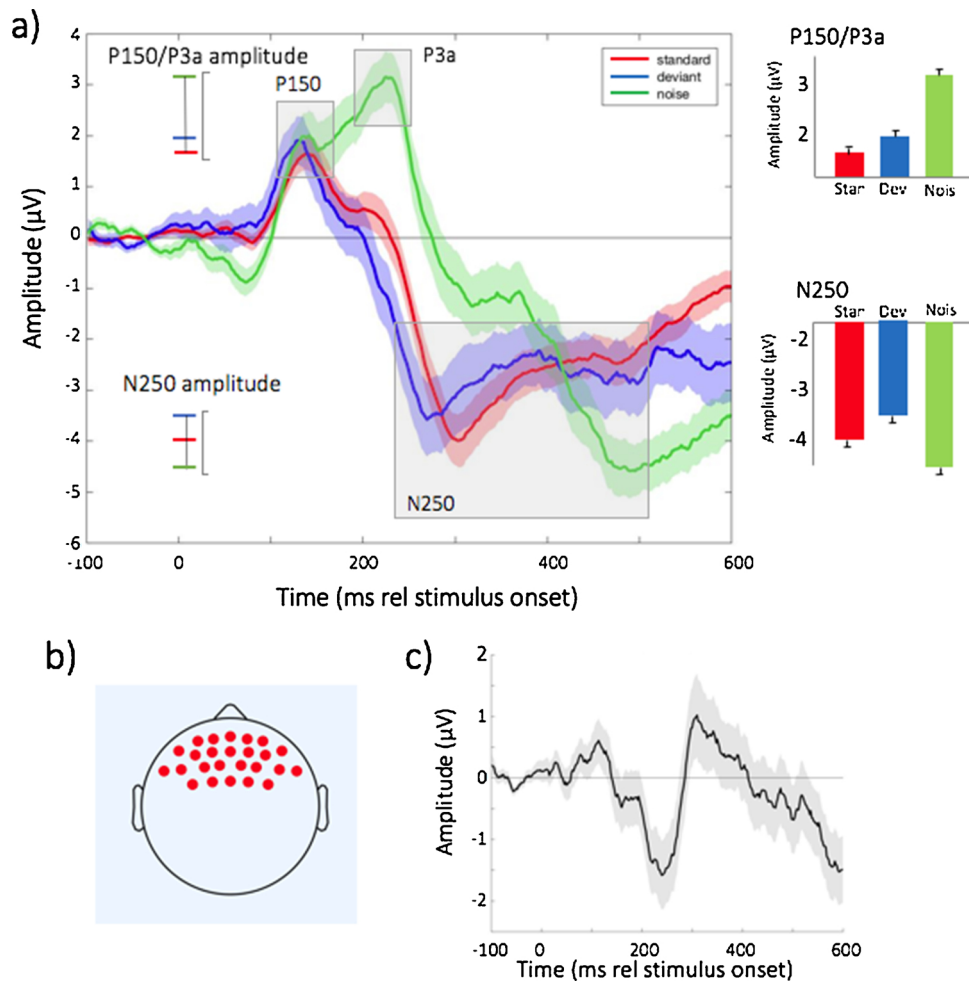 a)
P150/P3a amplitude
P150
P3a
standard
deviant
noise
4
3
2
1
0
-1
-2
-3
-4
-5
-6
Amplitude (µV)
N250 amplitude
N250
-100 0 100 200 300 400 500 600
Time (ms rel stimulus onset)
P150/P3a
Amplitude (µV)
3
2
Stan Dev Nois
N250
Stan Dev Nois
Amplitude (µV)
-2
-3
-4
b)
c)
2
1
0
-1
-2
Amplitude (µV)
-100 0 200 400 600
Time (ms rel stimulus onset)